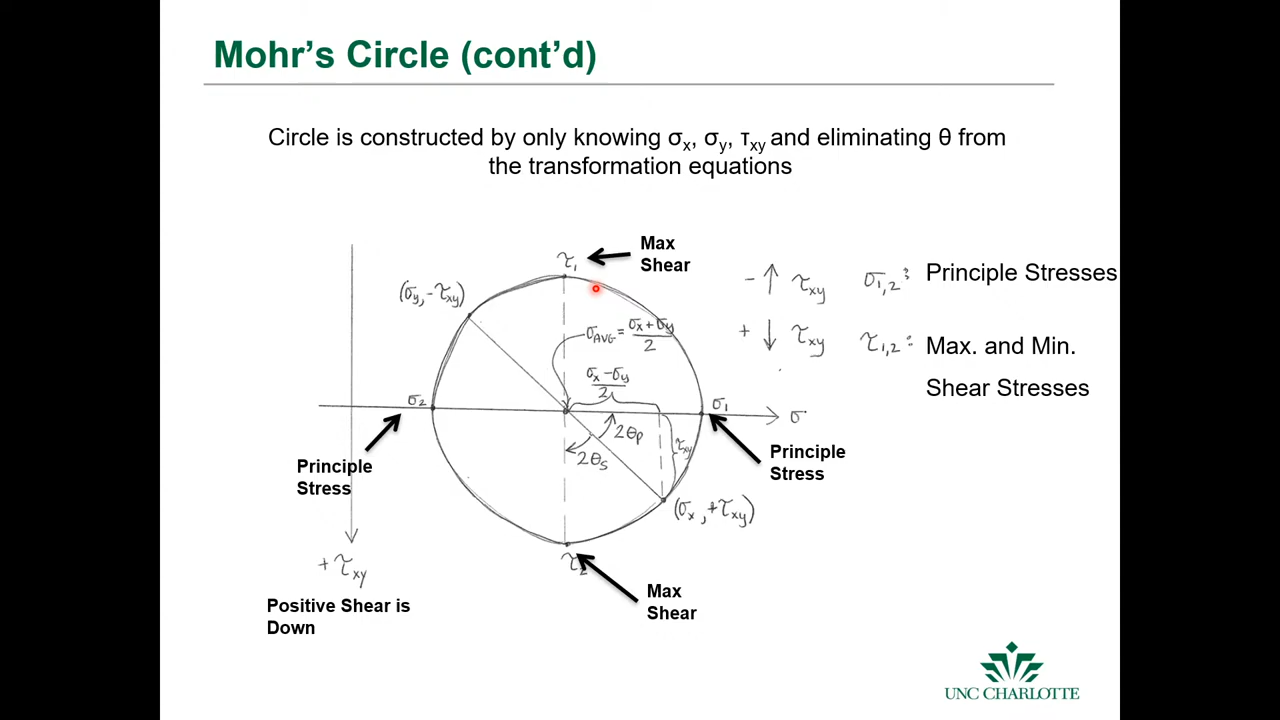 Mohr's Circle (cont'd)
Circle is constructed by only knowing σx, σy, τxy and eliminating θ from
the transformation equations
τ1
Max
Shear
(σy, -τxy)
σAVG = σx+σy / 2
σx - σy / 2
σ2
σ1
σ
2θp
2θs
τxy
(σx, +τxy)
τ2
Max
Shear
Principle
Stress
Principle
Stress
+ τxy
Positive Shear is
Down
- ↑ τxy
+ ↓ τxy
σ1,2 : Principle Stresses
τ1,2 : Max. and Min.
Shear Stresses
UNC CHARLOTTE